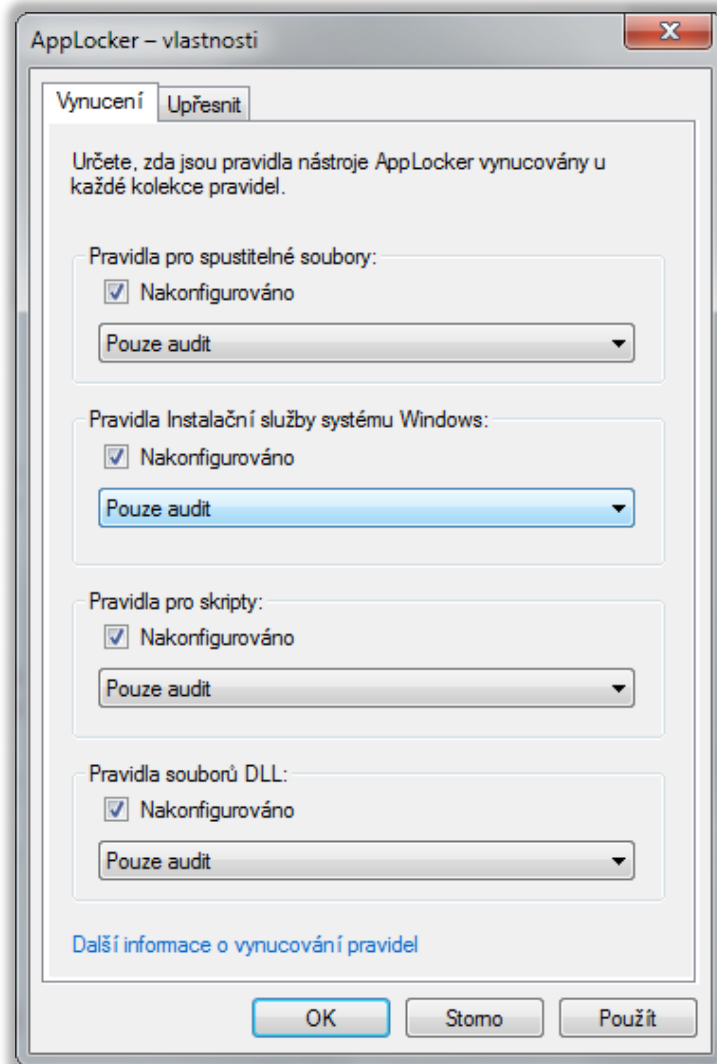 AppLocker – vlastnosti
Vynucení
Upřesnit
Určete, zda jsou pravidla nástroje AppLocker vynucovány u
každé kolekce pravidel.
Pravidla pro spustitelné soubory:
Nakonfigurováno
Pouze audit
Pravidla Instalační služby systému Windows:
Nakonfigurováno
Pouze audit
Pravidla pro skripty:
Nakonfigurováno
Pouze audit
Pravidla souborů DLL:
Nakonfigurováno
Pouze audit
Další informace o vynucování pravidel
OK
Storno
Použít